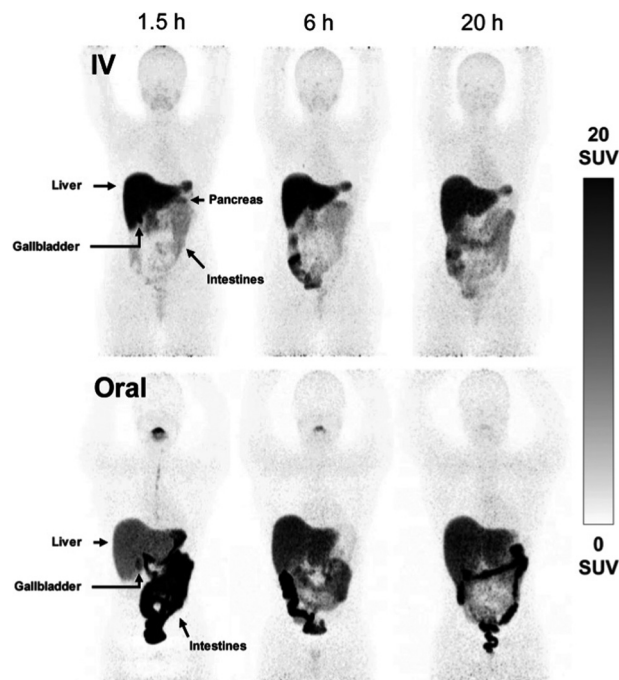 1.5 h 6 h 20 h
IV
Liver
Pancreas
Gallbladder
Intestines
20
SUV
0
SUV
Oral
Liver
Gallbladder
Intestines